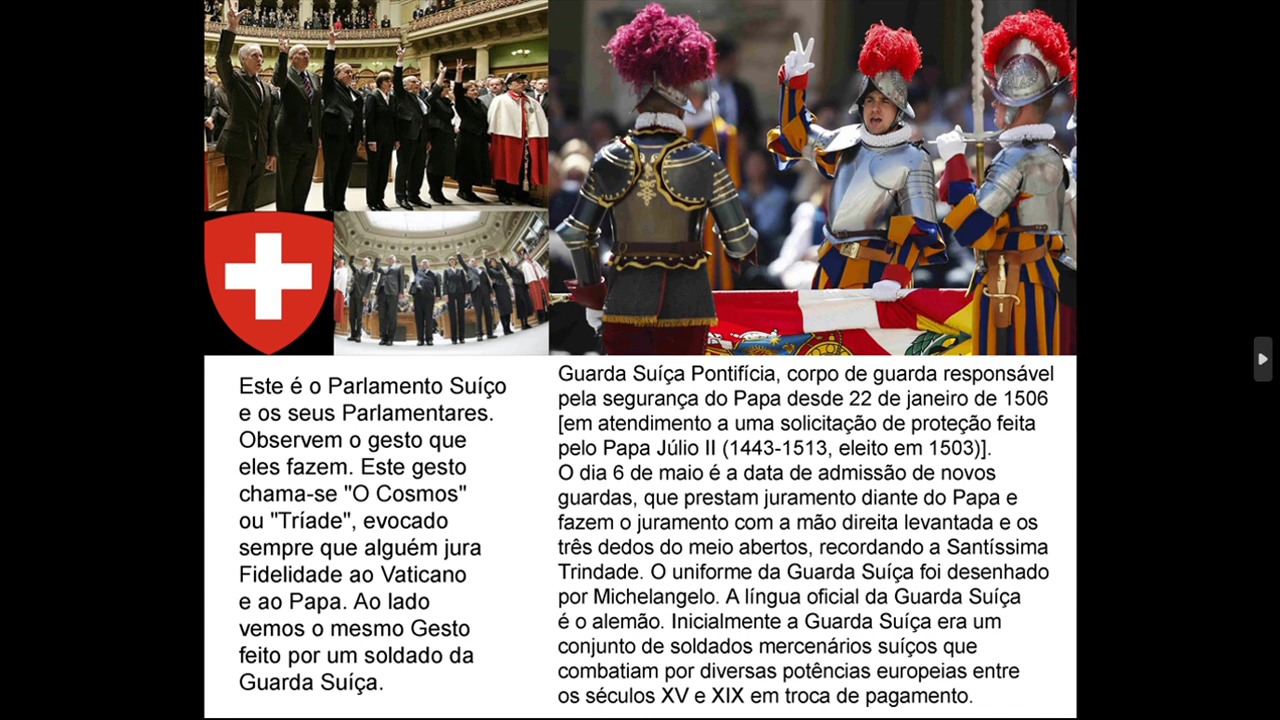 Este é o Parlamento Suíço
e os seus Parlamentares.
Observem o gesto que
eles fazem. Este gesto
chama-se "O Cosmos"
ou "Tríade", evocado
sempre que alguém jura
Fidelidade ao Vaticano
e ao Papa. Ao lado
vemos o mesmo Gesto
feito por um soldado da
Guarda Suíça.
Guarda Suíça Pontifícia, corpo de guarda responsável
pela segurança do Papa desde 22 de janeiro de 1506
[em atendimento a uma solicitação de proteção feita
pelo Papa Júlio II (1443-1513, eleito em 1503)].
O dia 6 de maio é a data de admissão de novos
guardas, que prestam juramento diante do Papa e
fazem o juramento com a mão direita levantada e os
três dedos do meio abertos, recordando a Santíssima
Trindade. O uniforme da Guarda Suíça foi desenhado
por Michelangelo. A língua oficial da Guarda Suíça
é o alemão. Inicialmente a Guarda Suíça era um
conjunto de soldados mercenários suíços que
combatiam por diversas potências europeias entre
os séculos XV e XIX em troca de pagamento.